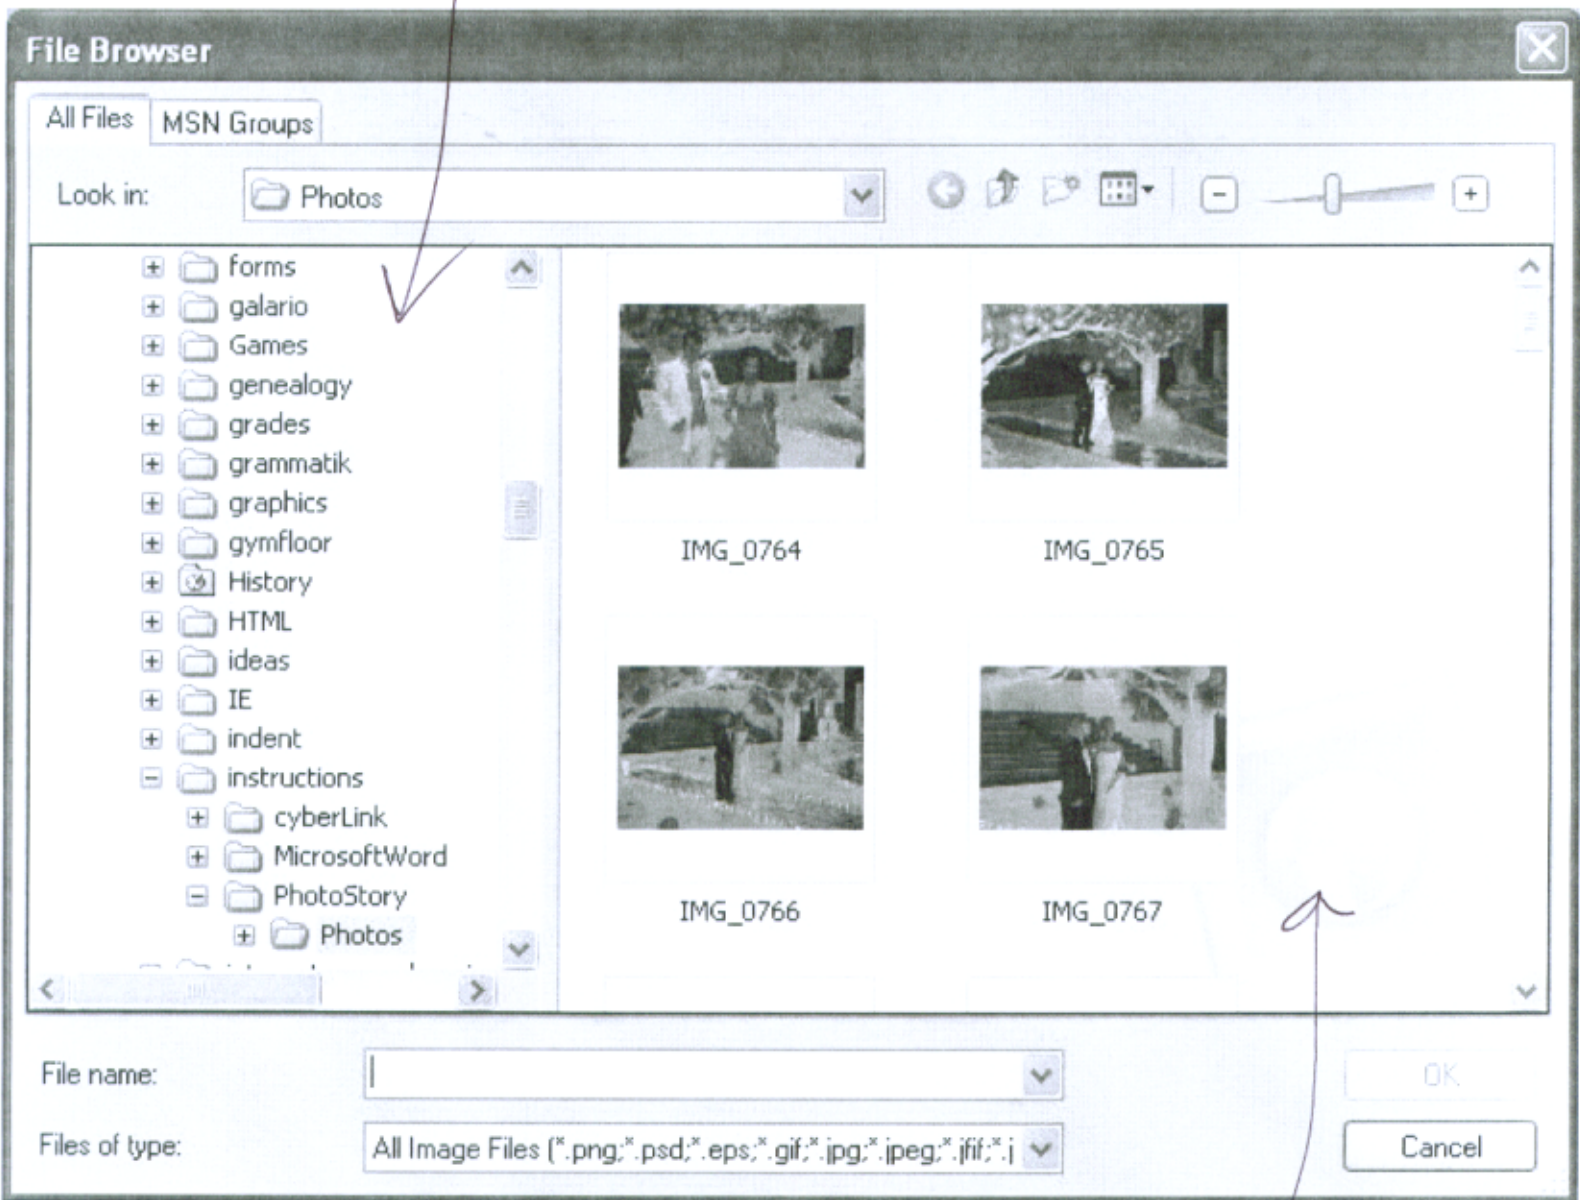 File Browser
All Files
MSN Groups
Look in:
Photos
forms
galario
Games
genealogy
grades
grammatik
graphics
gymfloor
History
HTML
ideas
IE
indent
instructions
cyberLink
MicrosoftWord
PhotoStory
Photos
IMG_0764
IMG_0765
IMG_0766
IMG_0767
File name:
OK
Files of type:
All Image Files (*.png;*.psd;*.eps;*.gif;*.jpg;*.jpeg;*.jfif;*.j
Cancel